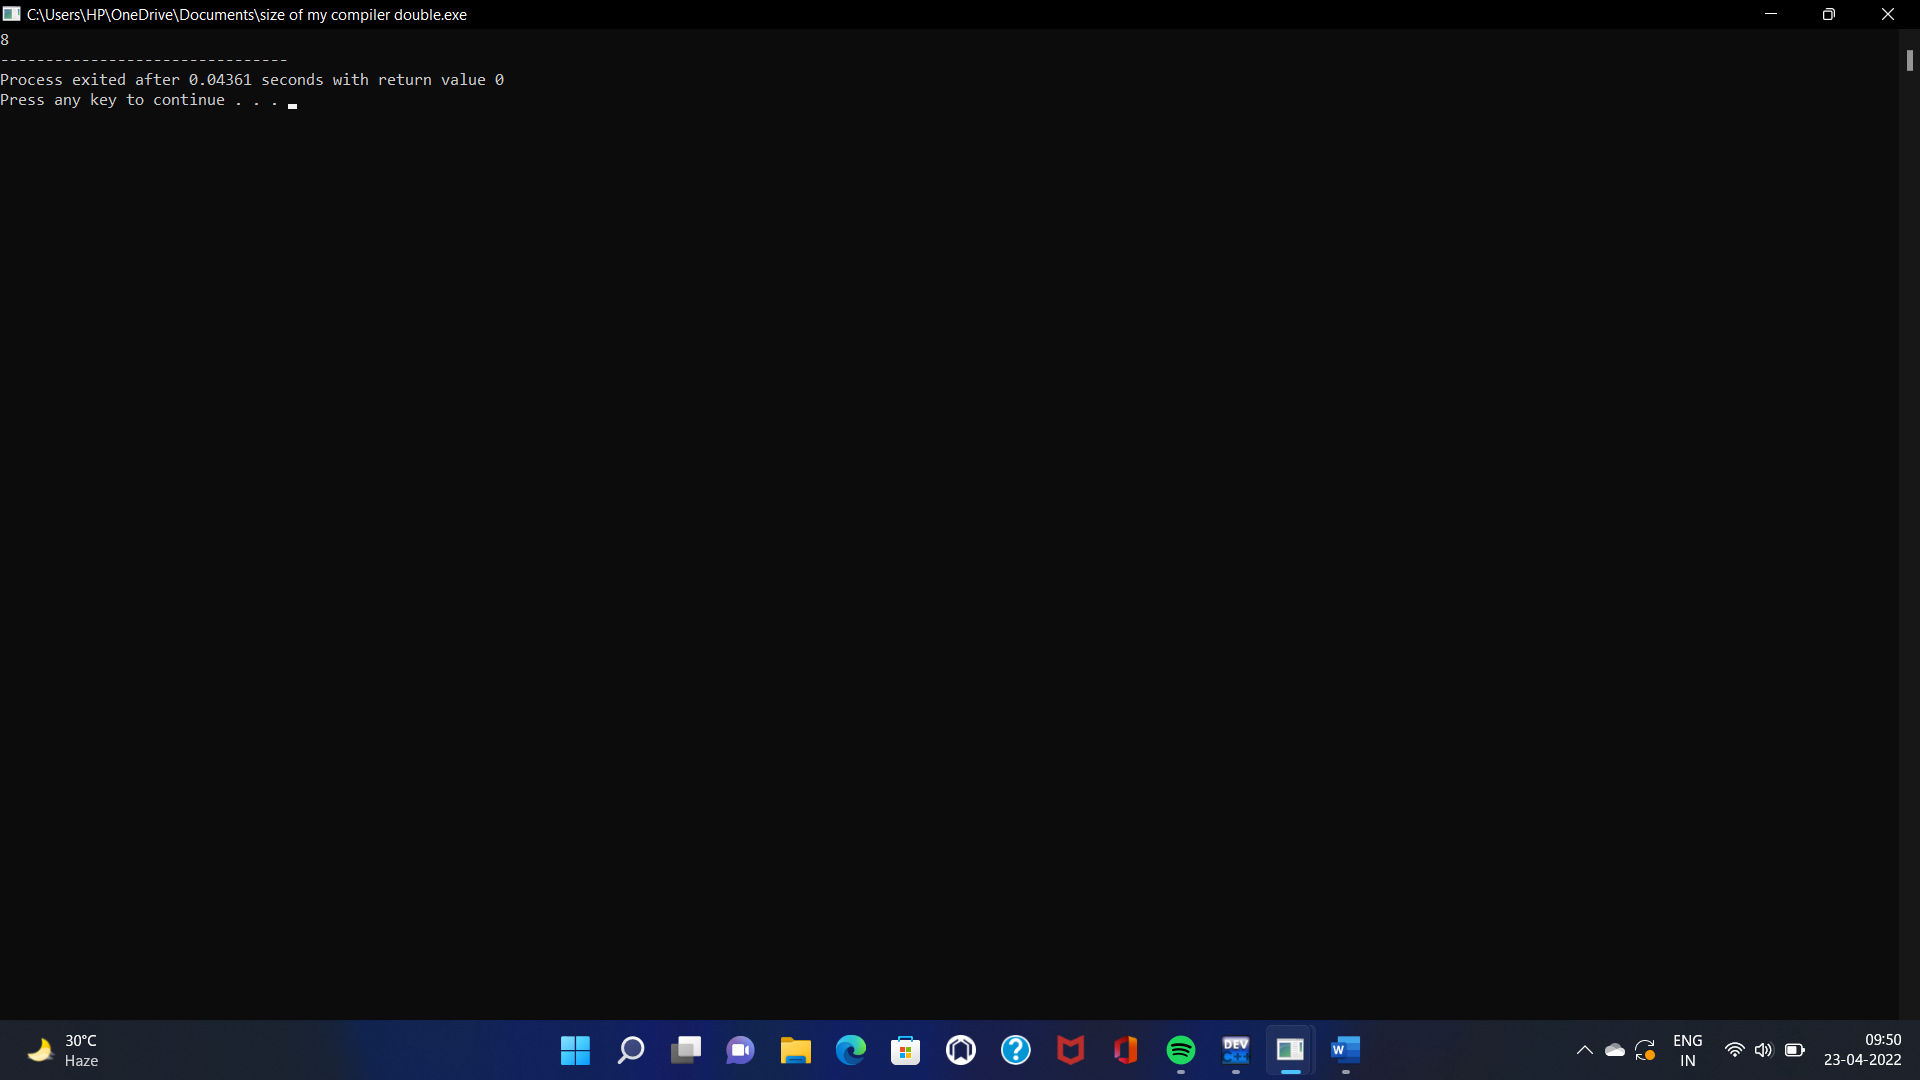 C:\Users\HP\OneDrive\Documents\size of my compiler double.exe
8
--------------------------------
Process exited after 0.04361 seconds with return value 0
Press any key to continue . . .
30°C
Haze
DEV
C++
W
ENG
IN
09:50
23-04-2022